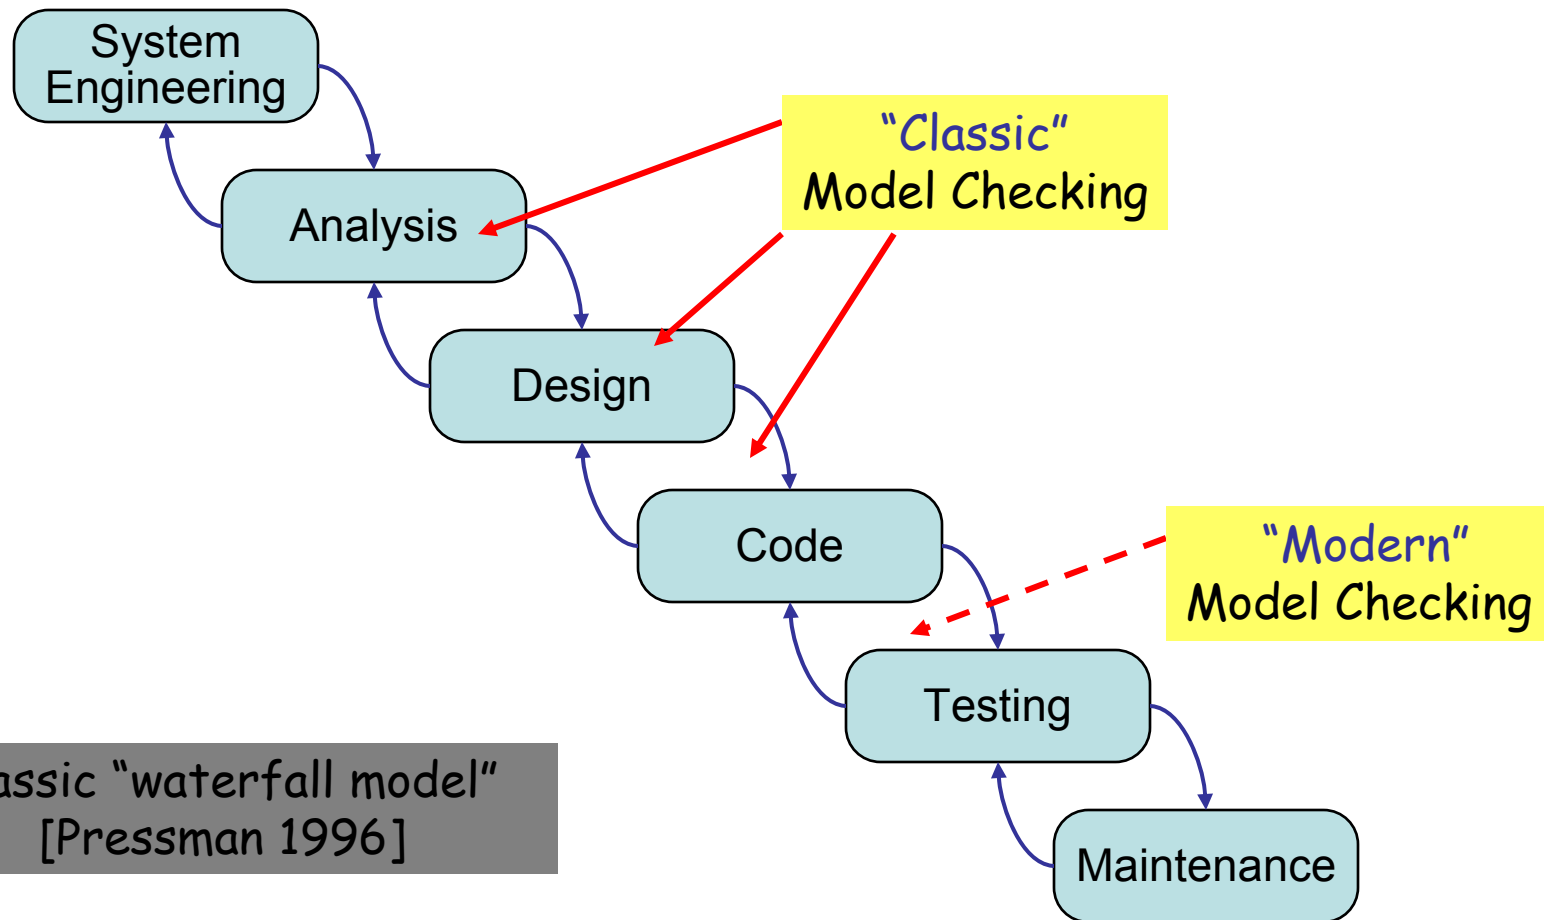 System
Engineering
"Classic"
Model Checking
Analysis
Design
Code
"Modern"
Model Checking
Testing
assic "waterfall model"
[Pressman 1996]
Maintenance